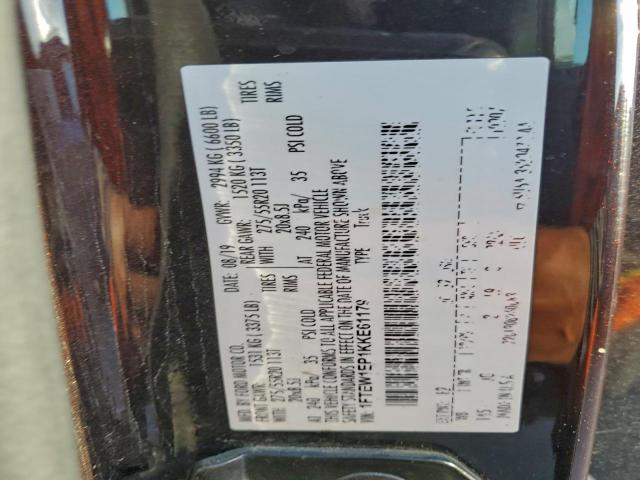 MFD. BY FORD MOTOR CO.
DATE: 08/19 GVWR: 2994 KG ( 6600 LB)
FRONT GAWR: 1531KG ( 3375 LB) REAR GAWR: 1520 KG ( 3350 LB)
WITH 275/55R20 113T TIRES WITH 275/55R20 113T TIRES
20x8.5J RIMS 20x8.5J RIMS
AT 240 kPa/ 35 PSI COLD AT 240 kPa/ 35 PSI COLD
THIS VEHICLE CONFORMS TO ALL APPLICABLE FEDERAL MOTOR VEHICLE
SAFETY STANDARDS IN EFFECT ON THE DATE OF MANUFACTURE SHOWN ABOVE
1FTEW1EP1KKE61179 TYPE Truck
MADE IN U.S.A.